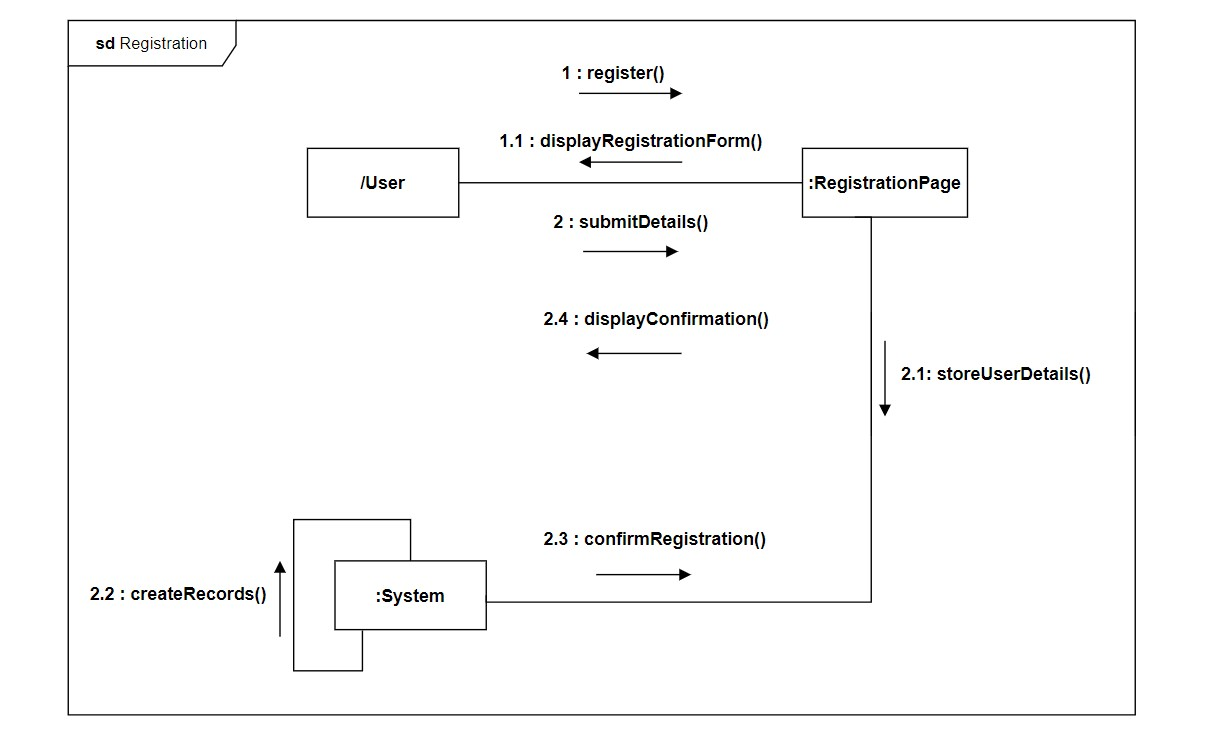 sd Registration
1 : register()
1.1 : displayRegistrationForm()
/User
:RegistrationPage
2 : submitDetails()
2.4 : displayConfirmation()
2.1: storeUserDetails()
2.3 : confirmRegistration()
2.2 : createRecords()
:System